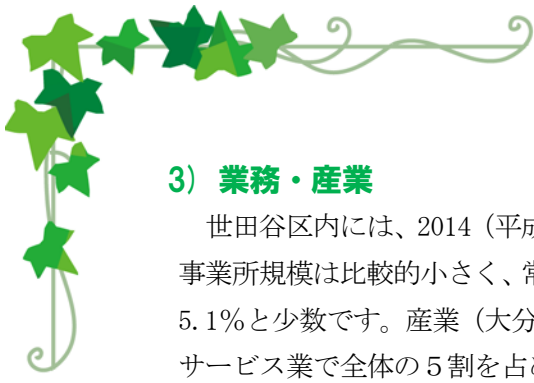 3) 業務・産業
世田谷区内には、2014（平成
事業所規模は比較的小さく、常
5.1％と少数です。産業（大分
サービス業で全体の５割を占め